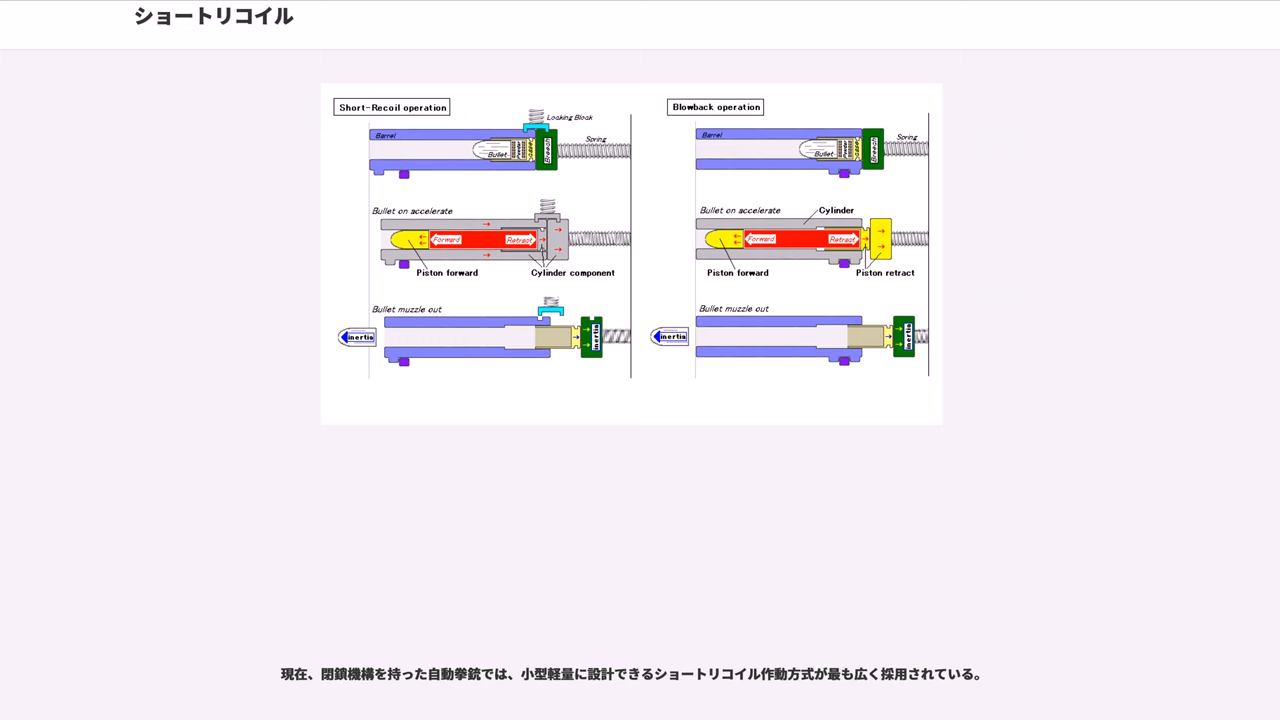 ショートリコイル
Short-Recoil operation
Locking Block
Barrel
Bullet
Powder
Case
Breech
Spring
Bullet on accelerate
Forward
Retract
Piston forward
Cylinder component
Bullet muzzle out
inertia
inertia
Blowback operation
Barrel
Bullet
Powder
Case
Breech
Spring
Bullet on accelerate
Cylinder
Forward
Retract
Piston forward
Piston retract
Bullet muzzle out
inertia
inertia
現在、閉鎖機構を持った自動拳銃では、小型軽量に設計できるショートリコイル作動方式が最も広く採用されている。